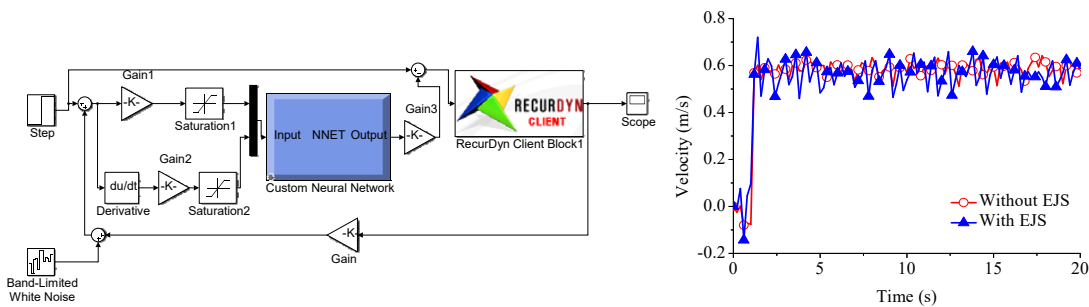 Step
Gain1
-K-
Saturation1
du/dt
Derivative
Gain2
-K-
Saturation2
Input NNET Output
Custom Neural Network
Gain3
-K-
RECURDYN
CLIENT
RecurDyn Client Block1
Scope
-K-
Gain
Band-Limited
White Noise
Velocity (m/s)
0.8
0.6
0.4
0.2
0.0
-0.2
Without EJS
With EJS
0 5 10 15 20
Time (s)